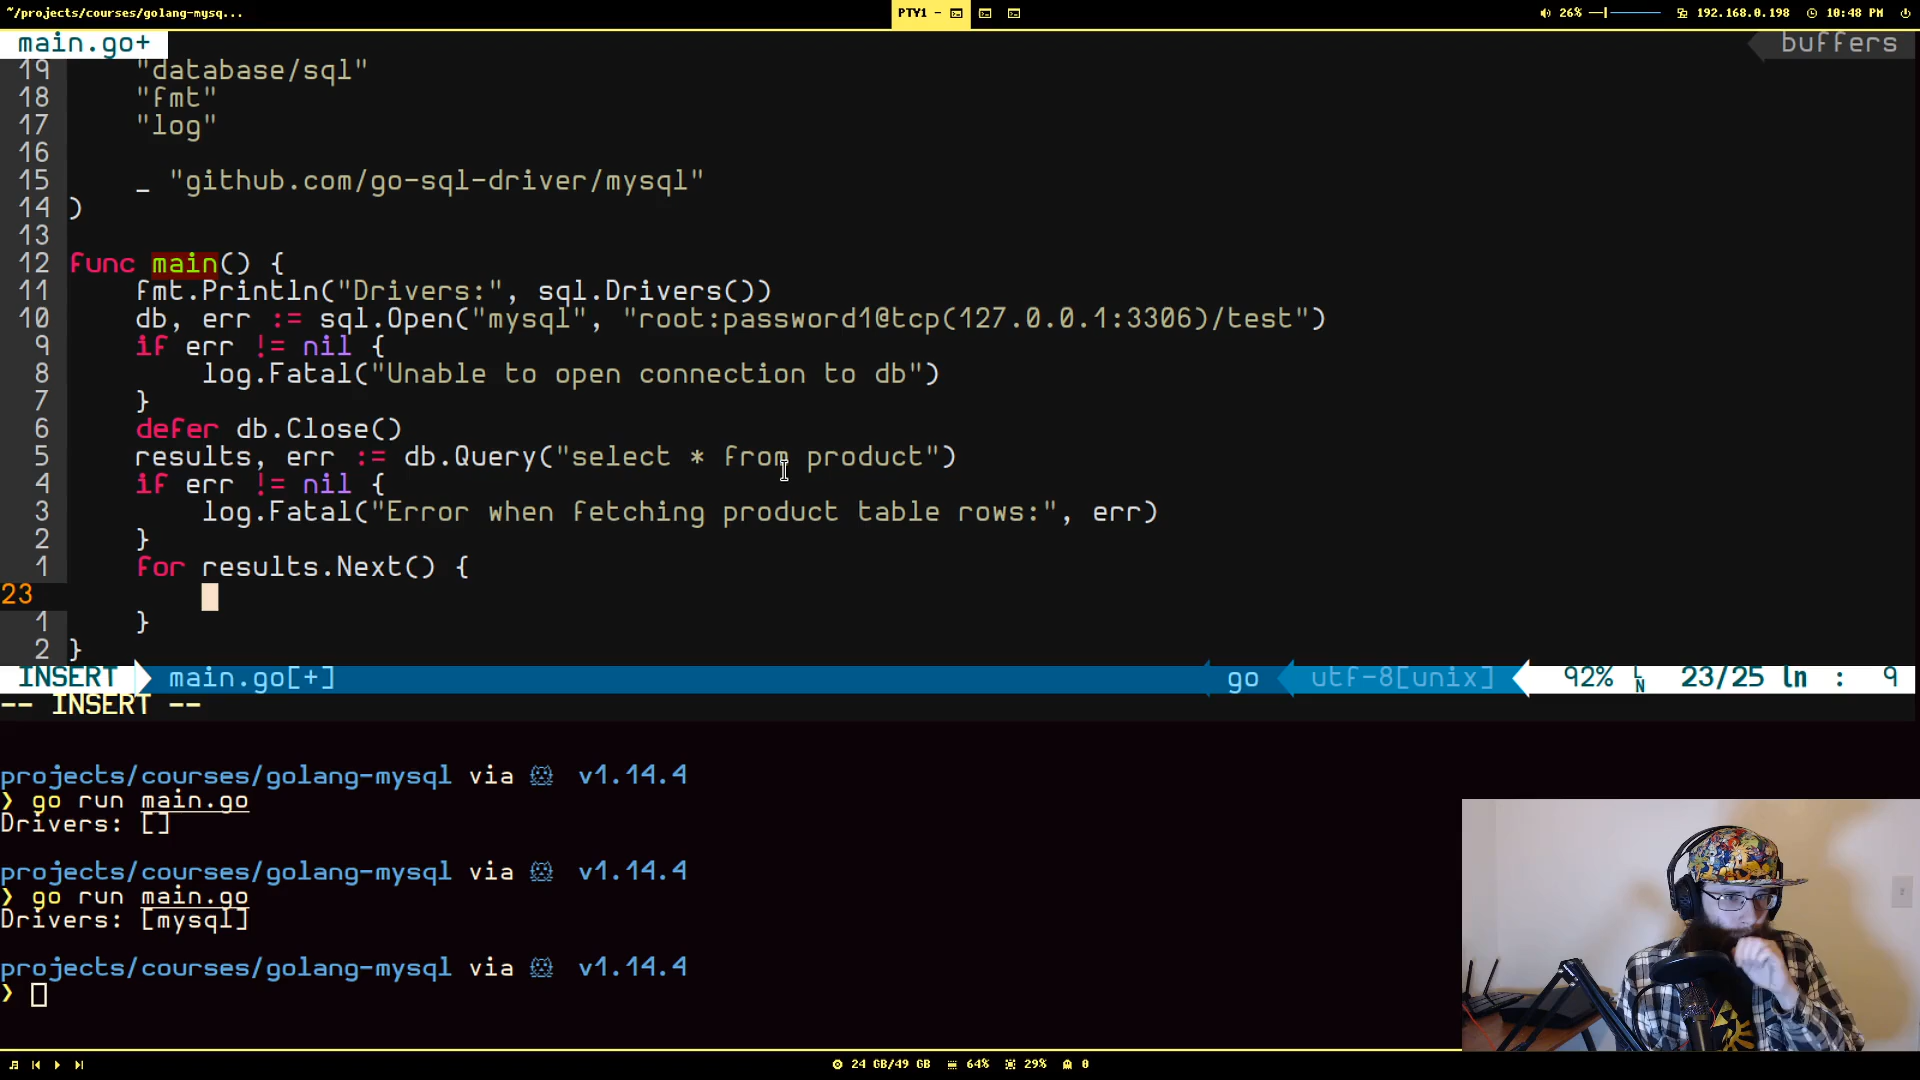 ~/projects/courses/golang-mysq...
PTY1 -
26%
192.168.0.198
10:48 PM
main.go+
buffers
19 "database/sql"
18 "fmt"
17 "log"
16
15 _ "github.com/go-sql-driver/mysql"
14 )
13
12 func main() {
11 fmt.Println("Drivers:", sql.Drivers())
10 db, err := sql.Open("mysql", "root:password1@tcp(127.0.0.1:3306)/test")
9 if err != nil {
8 log.Fatal("Unable to open connection to db")
7 }
6 defer db.Close()
5 results, err := db.Query("select * from product")
4 if err != nil {
3 log.Fatal("Error when fetching product table rows:", err)
2 }
1 for results.Next() {
23
1 }
2 }
INSERT main.go[+] go utf-8[unix] 92% LN 23/25 ln : 9
-- INSERT --
projects/courses/golang-mysql via v1.14.4
❯ go run main.go
Drivers: []
projects/courses/golang-mysql via v1.14.4
❯ go run main.go
Drivers: [mysql]
projects/courses/golang-mysql via v1.14.4
❯
24 GB/49 GB 64% 29% 0